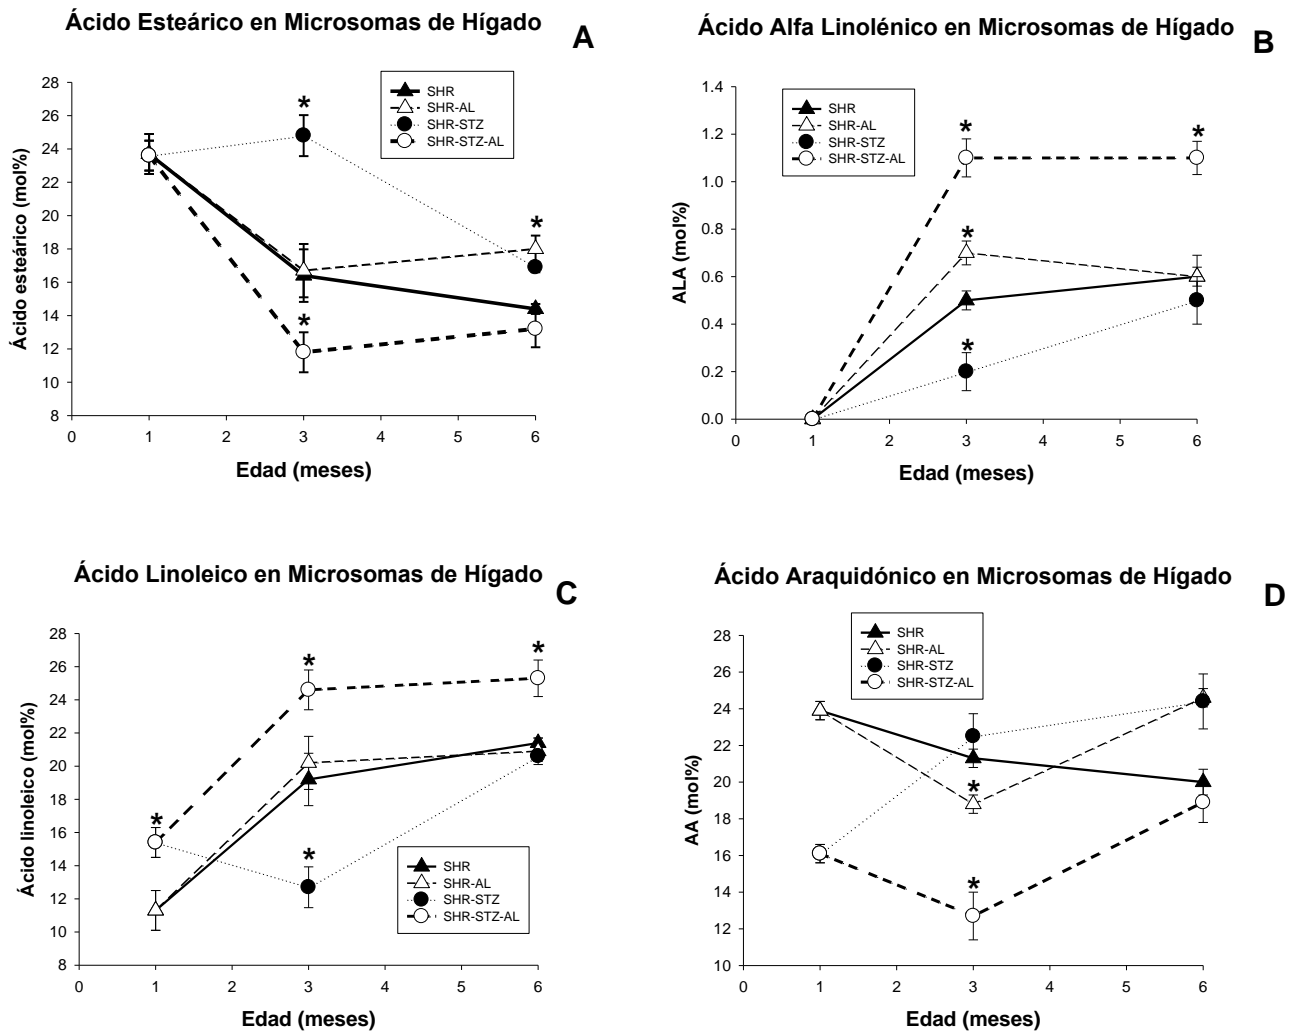 Ácido Esteárico en Microsomas de Hígado
A
Ácido esteárico (mol%)
28
26
24
22
20
18
16
14
12
10
8
0 1 2 3 4 5 6
Edad (meses)
SHR
SHR-AL
SHR-STZ
SHR-STZ-AL
*
*
*
Ácido Alfa Linolénico en Microsomas de Hígado
B
ALA (mol%)
1.4
1.2
1.0
0.8
0.6
0.4
0.2
0.0
0 1 2 3 4 5 6
Edad (meses)
SHR
SHR-AL
SHR-STZ
SHR-STZ-AL
*
*
*
*
Ácido Linoleico en Microsomas de Hígado
C
Ácido linoleico (mol%)
28
26
24
22
20
18
16
14
12
10
8
0 1 2 3 4 5 6
Edad (meses)
SHR
SHR-AL
SHR-STZ
SHR-STZ-AL
*
*
*
*
Ácido Araquidónico en Microsomas de Hígado
D
AA (mol%)
28
26
24
22
20
18
16
14
12
10
0 1 2 3 4 5 6
Edad (meses)
SHR
SHR-AL
SHR-STZ
SHR-STZ-AL
*
*